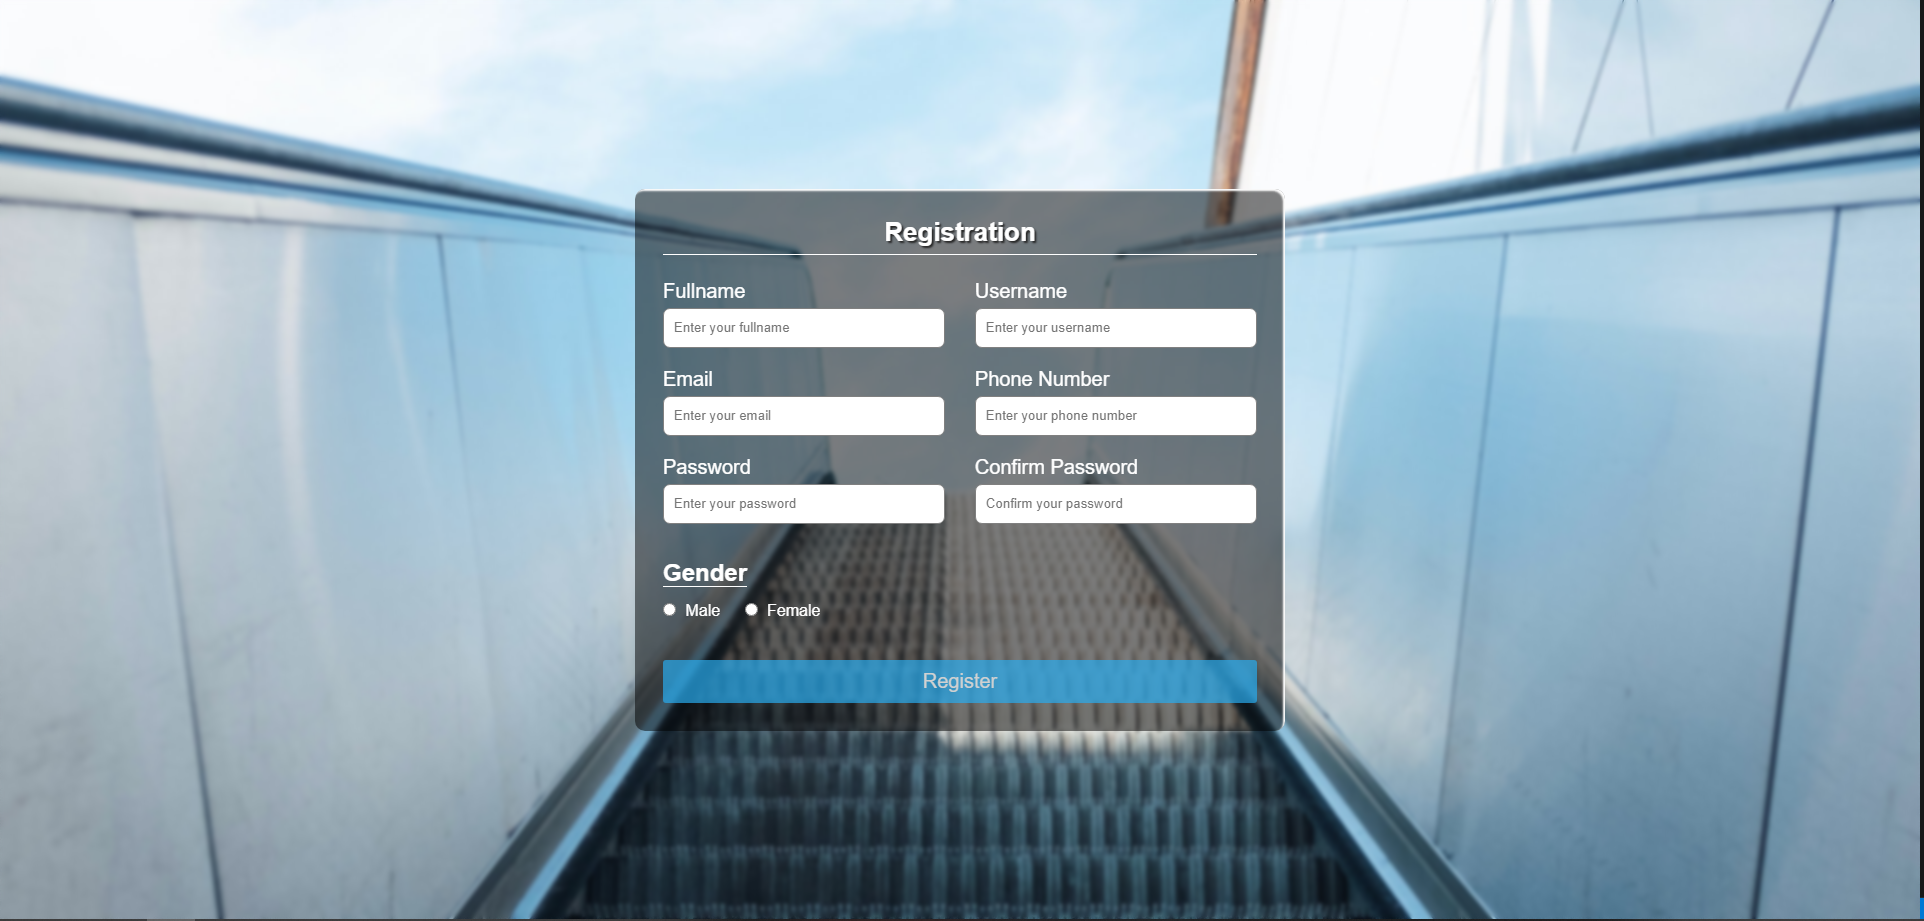 Registration
Fullname Username
Enter your fullname Enter your username
Email Phone Number
Enter your email Enter your phone number
Password Confirm Password
Enter your password Confirm your password
Gender
Male Female
Register